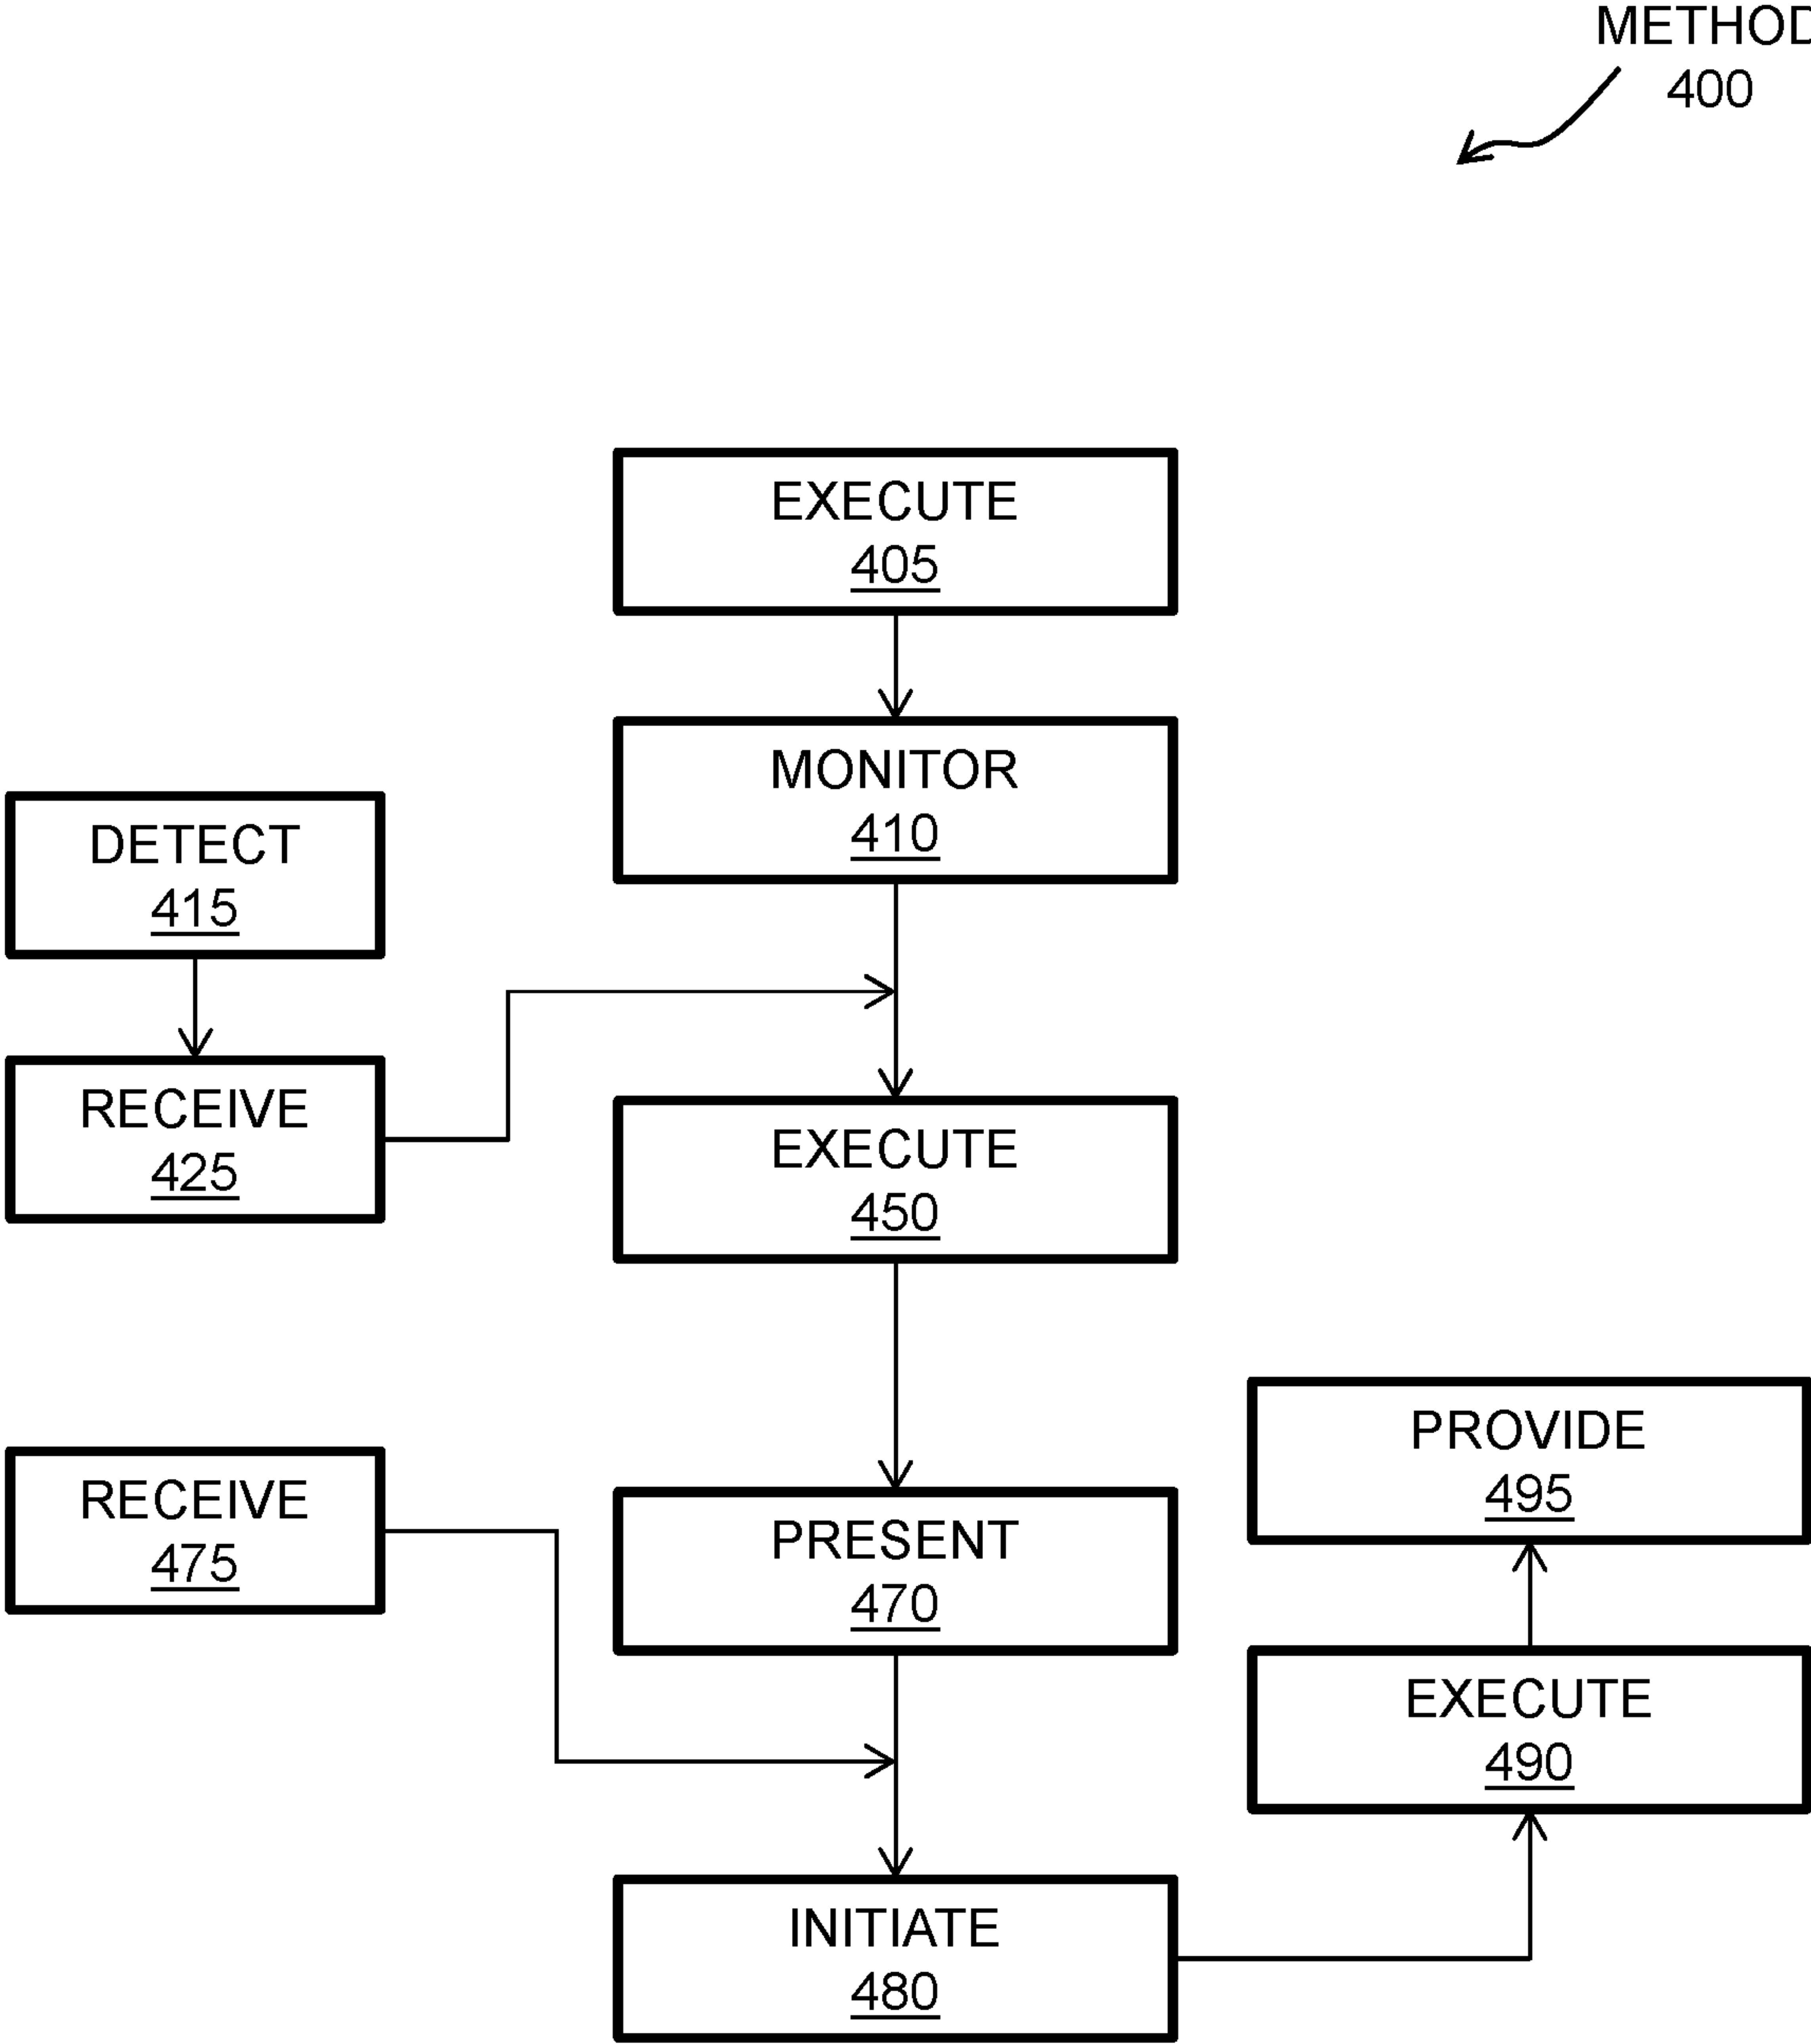 METHOD
400
EXECUTE
405
MONITOR
410
DETECT
415
RECEIVE
425
EXECUTE
450
PROVIDE
495
RECEIVE
475
PRESENT
470
EXECUTE
490
INITIATE
480